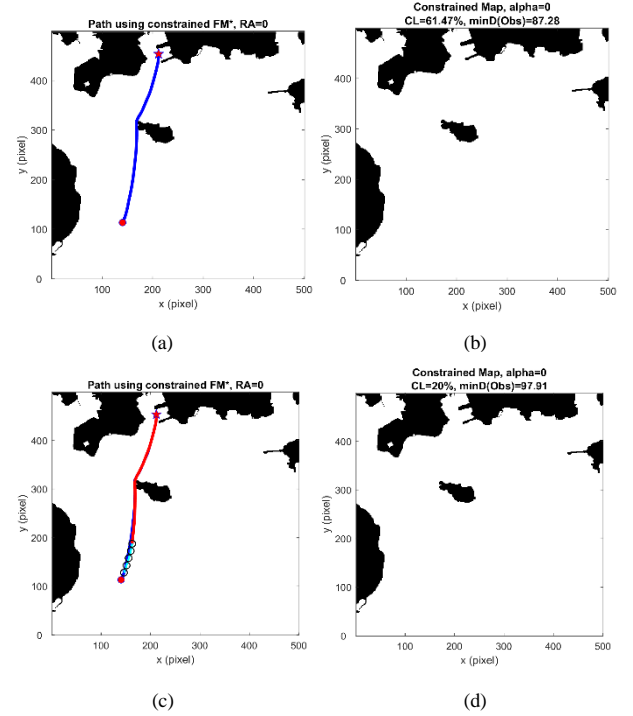 Path using constrained FM*, RA=0
400
300
200
100
0
y (pixel)
100
200
300
400
500
x (pixel)
(a)
Constrained Map, alpha=0
CL=61.47%, minD(Obs)=87.28
400
300
200
100
0
y (pixel)
100
200
300
400
500
x (pixel)
(b)
Path using constrained FM*, RA=0
400
300
200
100
0
y (pixel)
100
200
300
400
500
x (pixel)
(c)
Constrained Map, alpha=0
CL=20%, minD(Obs)=97.91
400
300
200
100
0
y (pixel)
100
200
300
400
500
x (pixel)
(d)